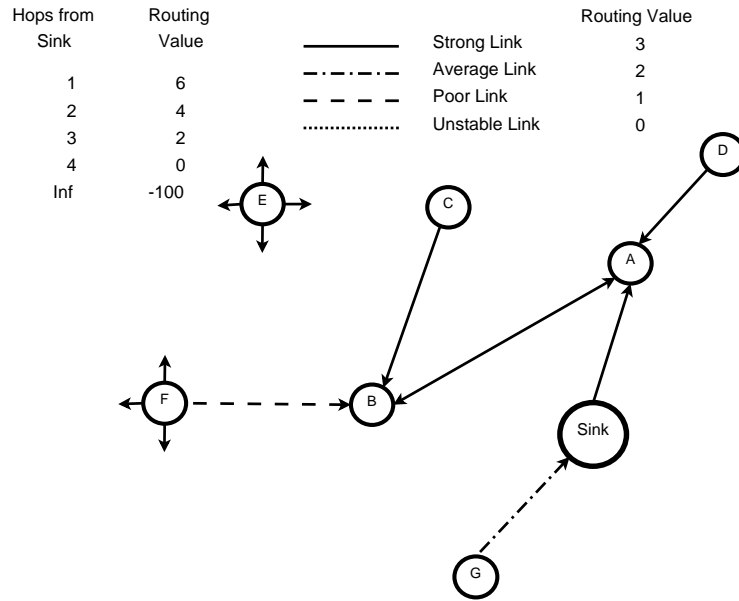 Hops from Routing
Sink Value
1 6
2 4
3 2
4 0
Inf -100
Routing Value
Strong Link 3
Average Link 2
Poor Link 1
Unstable Link 0
D
E
C
A
F
B
Sink
G